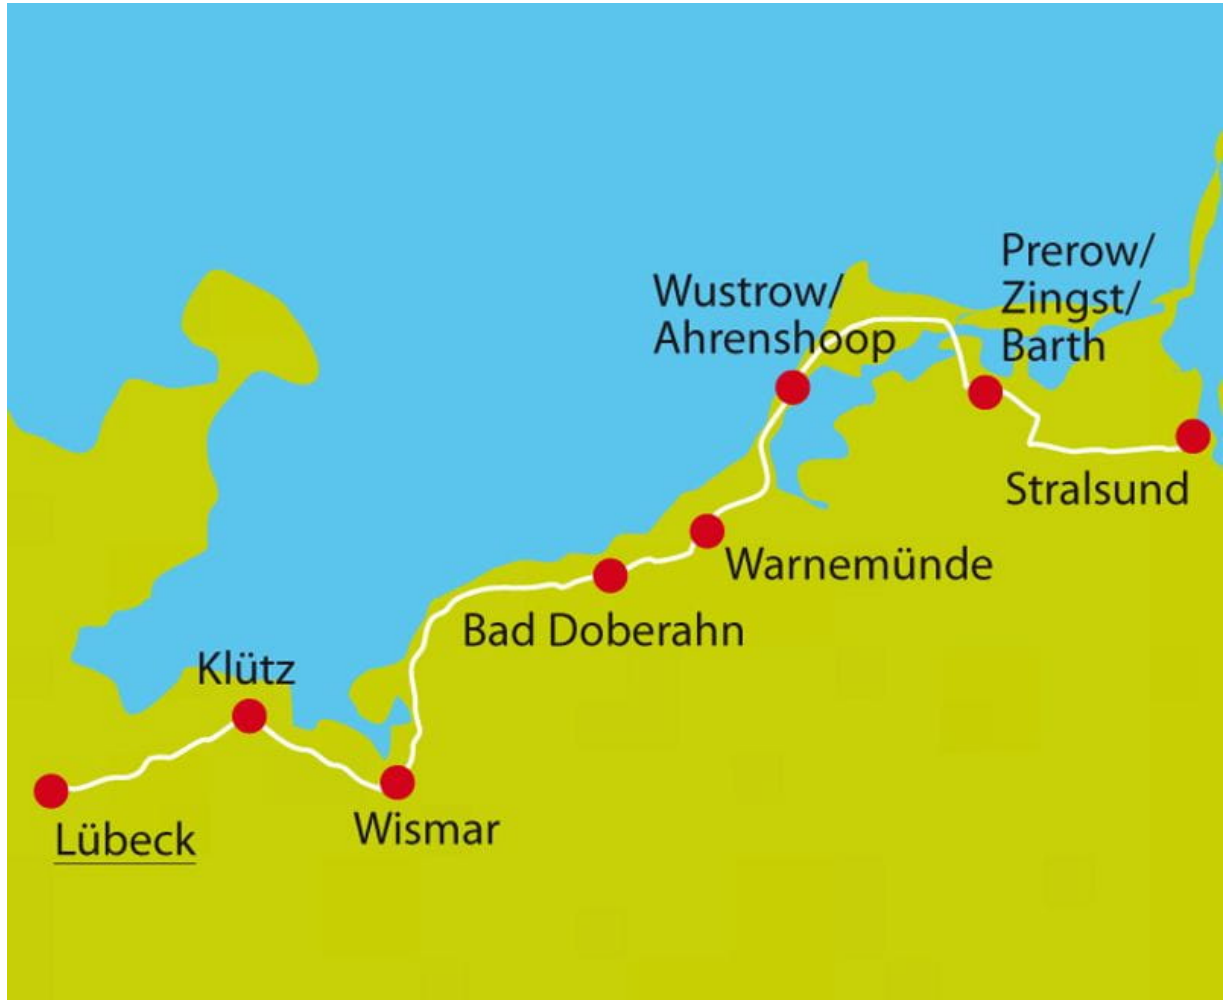 Prerow/
Zingst/
Barth
Wustrow/
Ahrenshoop
Stralsund
Warnemünde
Bad Doberahn
Klütz
Wismar
Lübeck